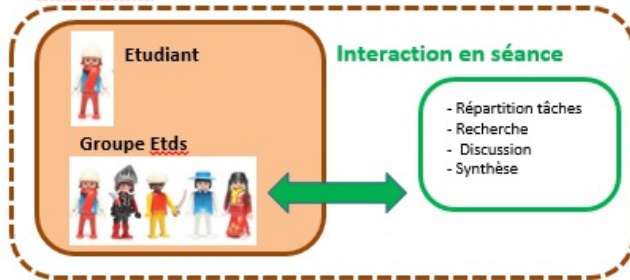 Etudiant
Interaction en séance
Groupe Etds
- Répartition tâches
- Recherche
- Discussion
- Synthèse